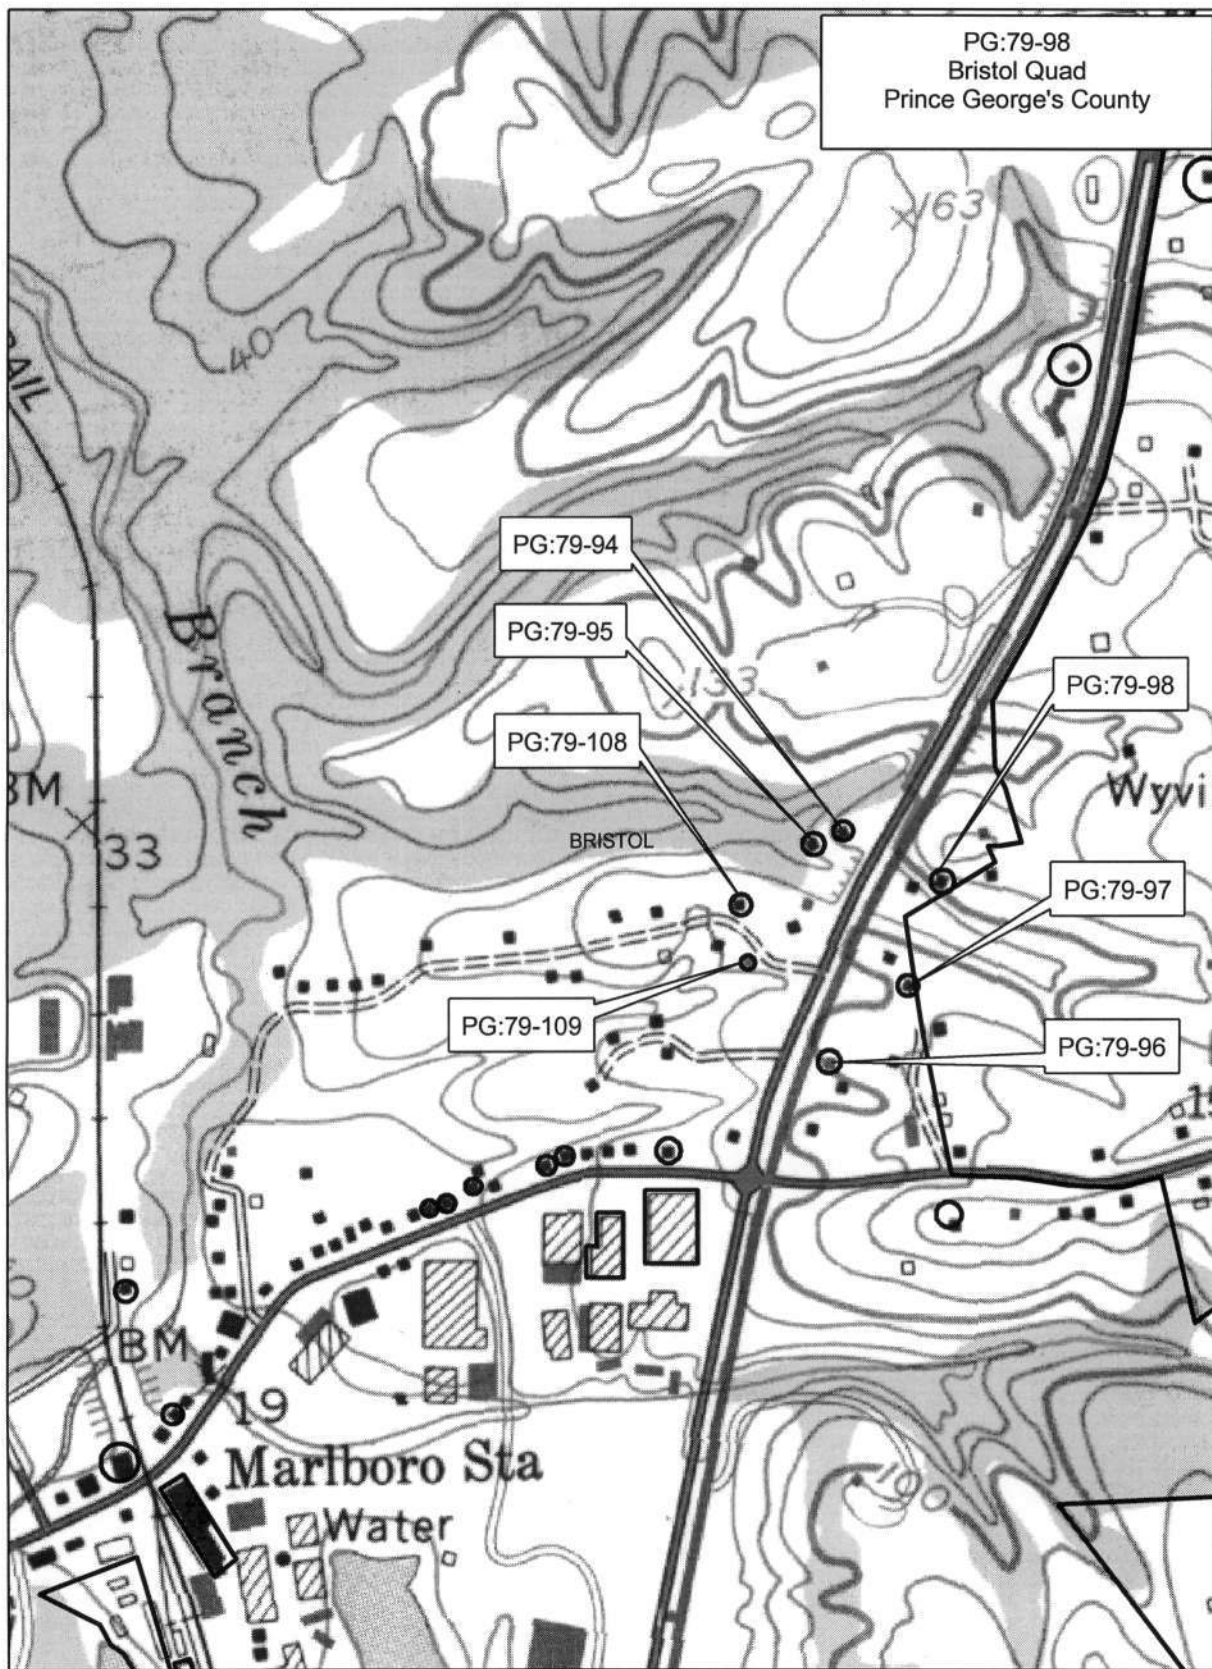 PG:79-98
Bristol Quad
Prince George's County
163
40
PG:79-94
PG:79-95
133
PG:79-98
PG:79-108
Branch
BRISTOL
BM
33
PG:79-97
PG:79-109
PG:79-96
BM
19
Marlboro Sta
Water
100